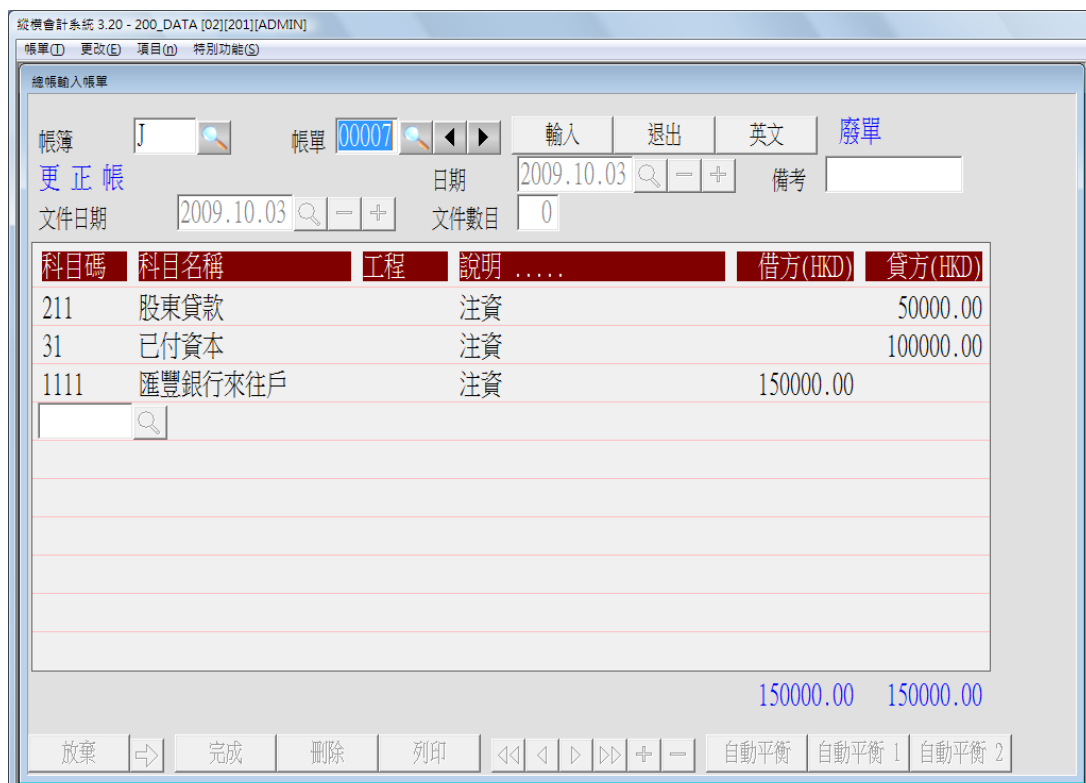 縱橫會計系統 3.20 - 200_DATA [02][201][ADMIN]
帳單(T) 更改(E) 項目(n) 特別功能(S)
總帳輸入帳單
帳簿 J 帳單 00007 輸入 退出 英文 廢單
更正帳 日期 2009.10.03 備考
文件日期 2009.10.03 文件數目 0
科目碼 科目名稱 工程 說明 ..... 借方(HKD) 貸方(HKD)
211 股東貸款 注資 50000.00
31 已付資本 注資 100000.00
1111 匯豐銀行來往戶 注資 150000.00
150000.00 150000.00
放棄 完成 刪除 列印 自動平衡 自動平衡 1 自動平衡 2